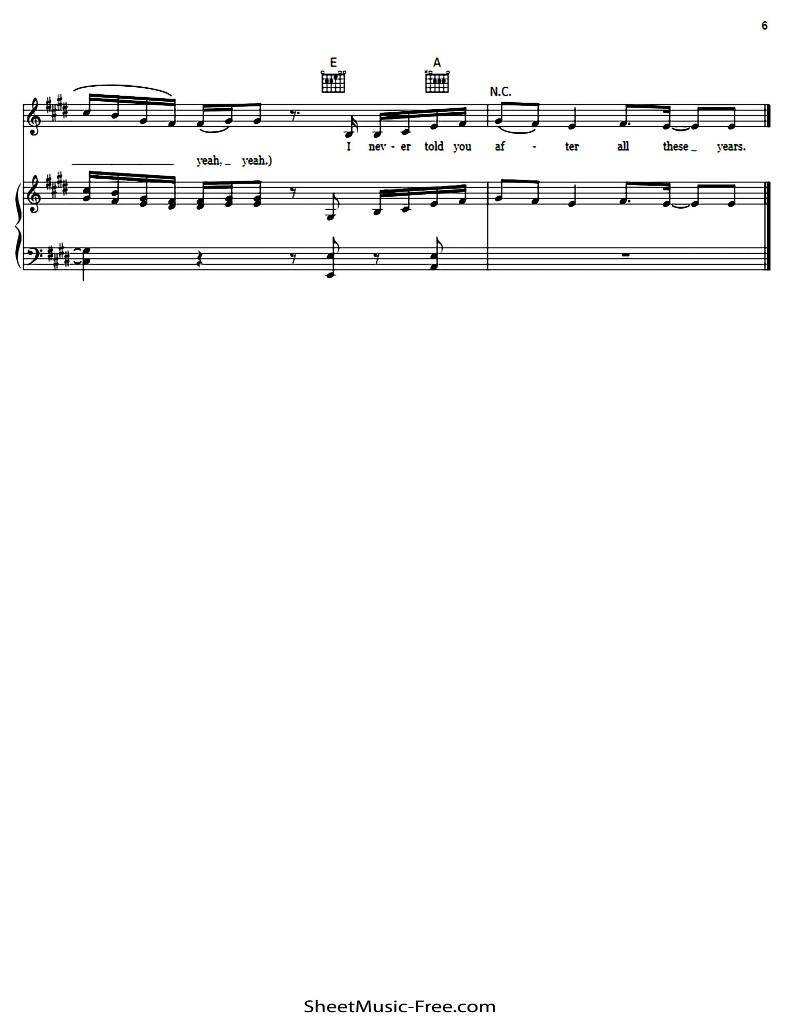 6
E A
N.C.
I nev - er told you af - ter all these _ years.
yeah, _ yeah.)
SheetMusic-Free.com